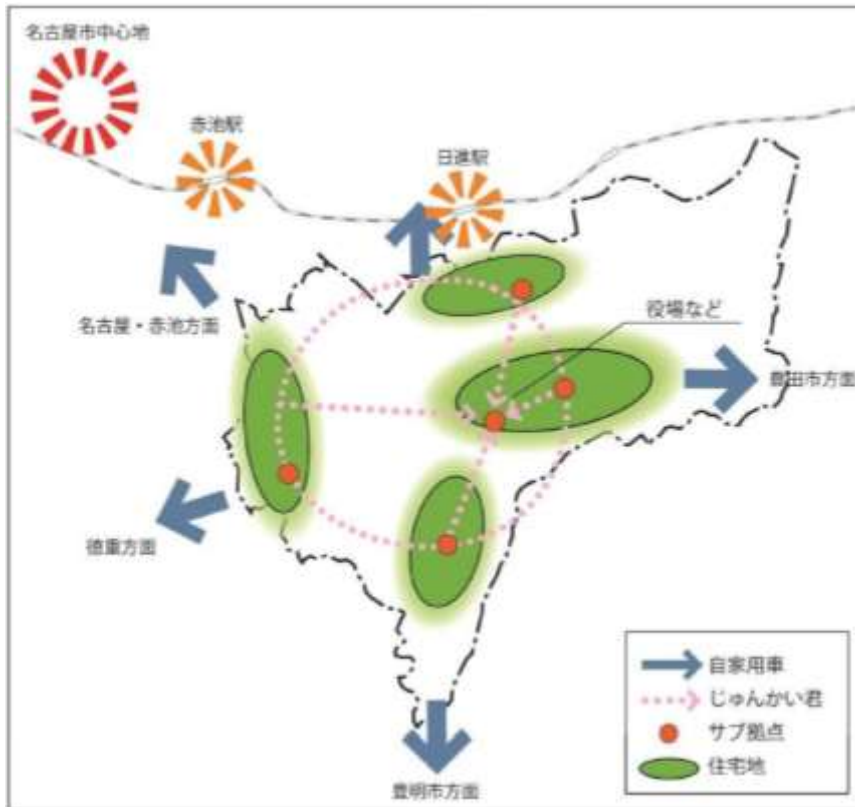 名古屋市中心地
赤池駅
日進駅
役場など
名古屋・赤池方面
豊田市方面
徳重方面
豊明市方面
自家用車
じゅんかい君
サブ拠点
住宅地